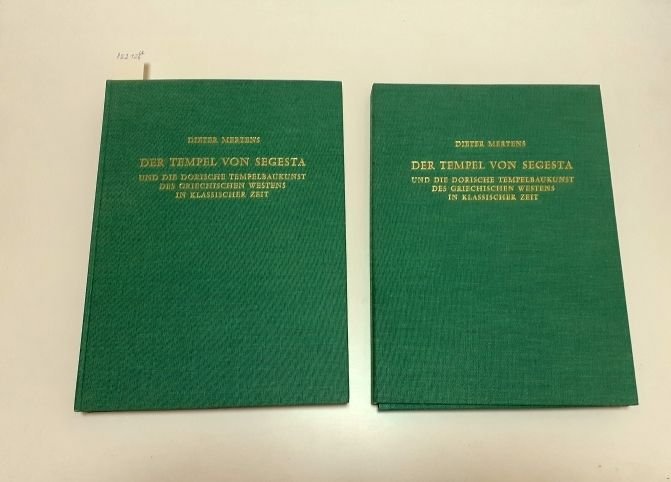 DIETER MERTENS
DER TEMPEL VON SEGESTA
UND DIE DORISCHE TEMPELBAUKUNST
DES GRIECHISCHEN WESTENS
IN KLASSISCHER ZEIT
DIETER MERTENS
DER TEMPEL VON SEGESTA
UND DIE DORISCHE TEMPELBAUKUNST
DES GRIECHISCHEN WESTENS
IN KLASSISCHER ZEIT